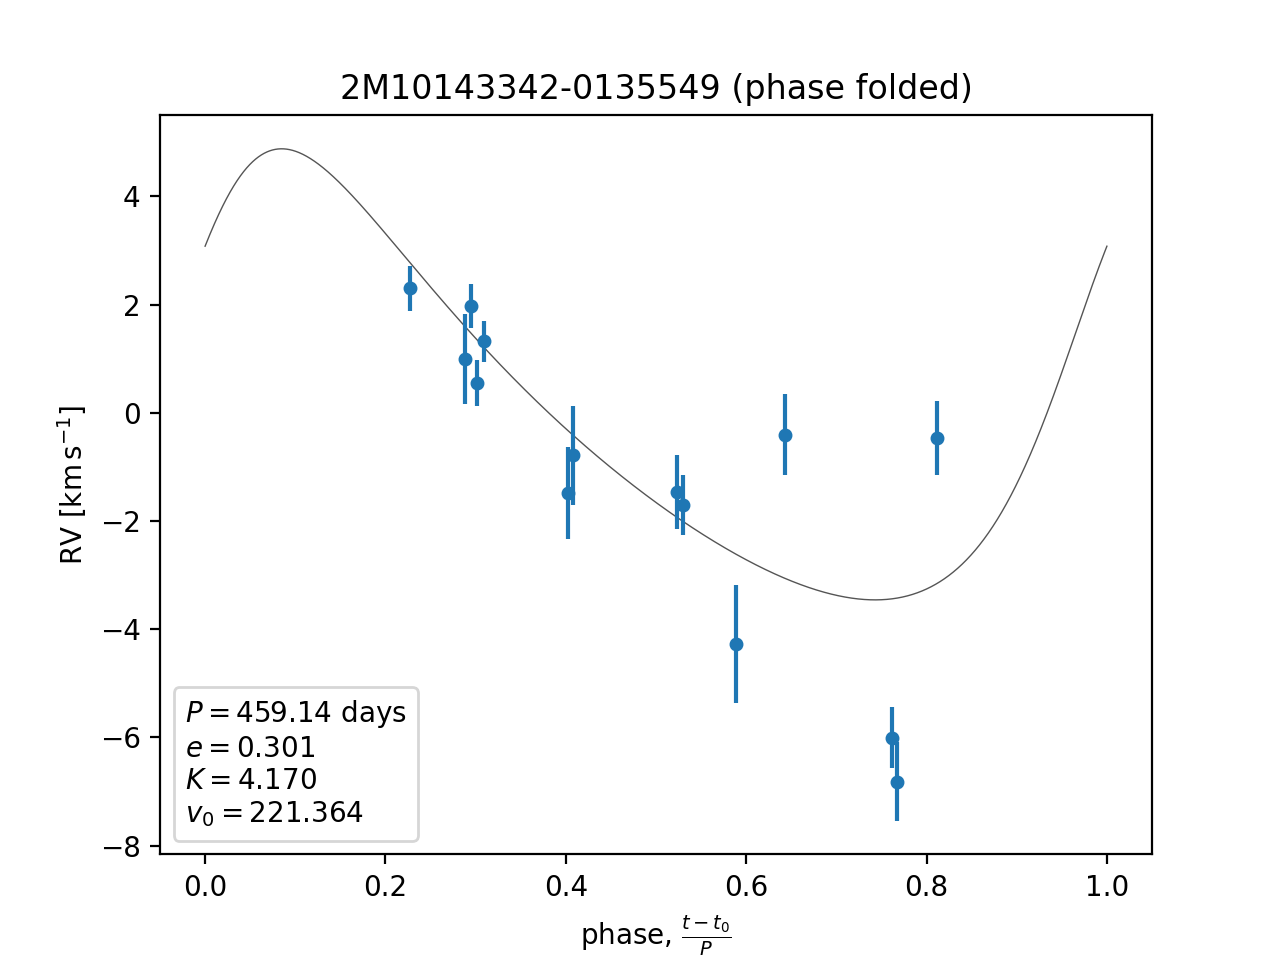 2M10143342-0135549 (phase folded)
RV [km s⁻¹]
4
2
0
−2
−4
−6
−8
P = 459.14 days
e = 0.301
K = 4.170
v₀ = 221.364
0.0 0.2 0.4 0.6 0.8 1.0
phase, (t − t₀)/P